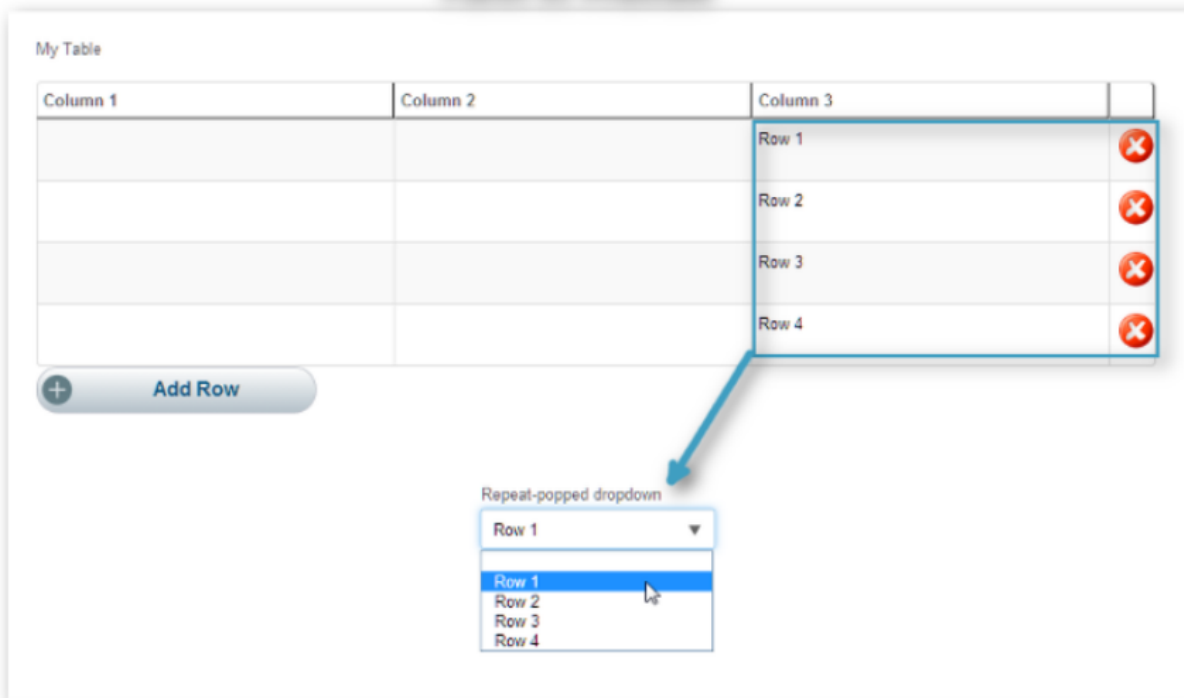 My Table
Column 1 Column 2 Column 3
Row 1
Row 2
Row 3
Row 4
Add Row
Repeat-popped dropdown
Row 1
Row 1
Row 2
Row 3
Row 4